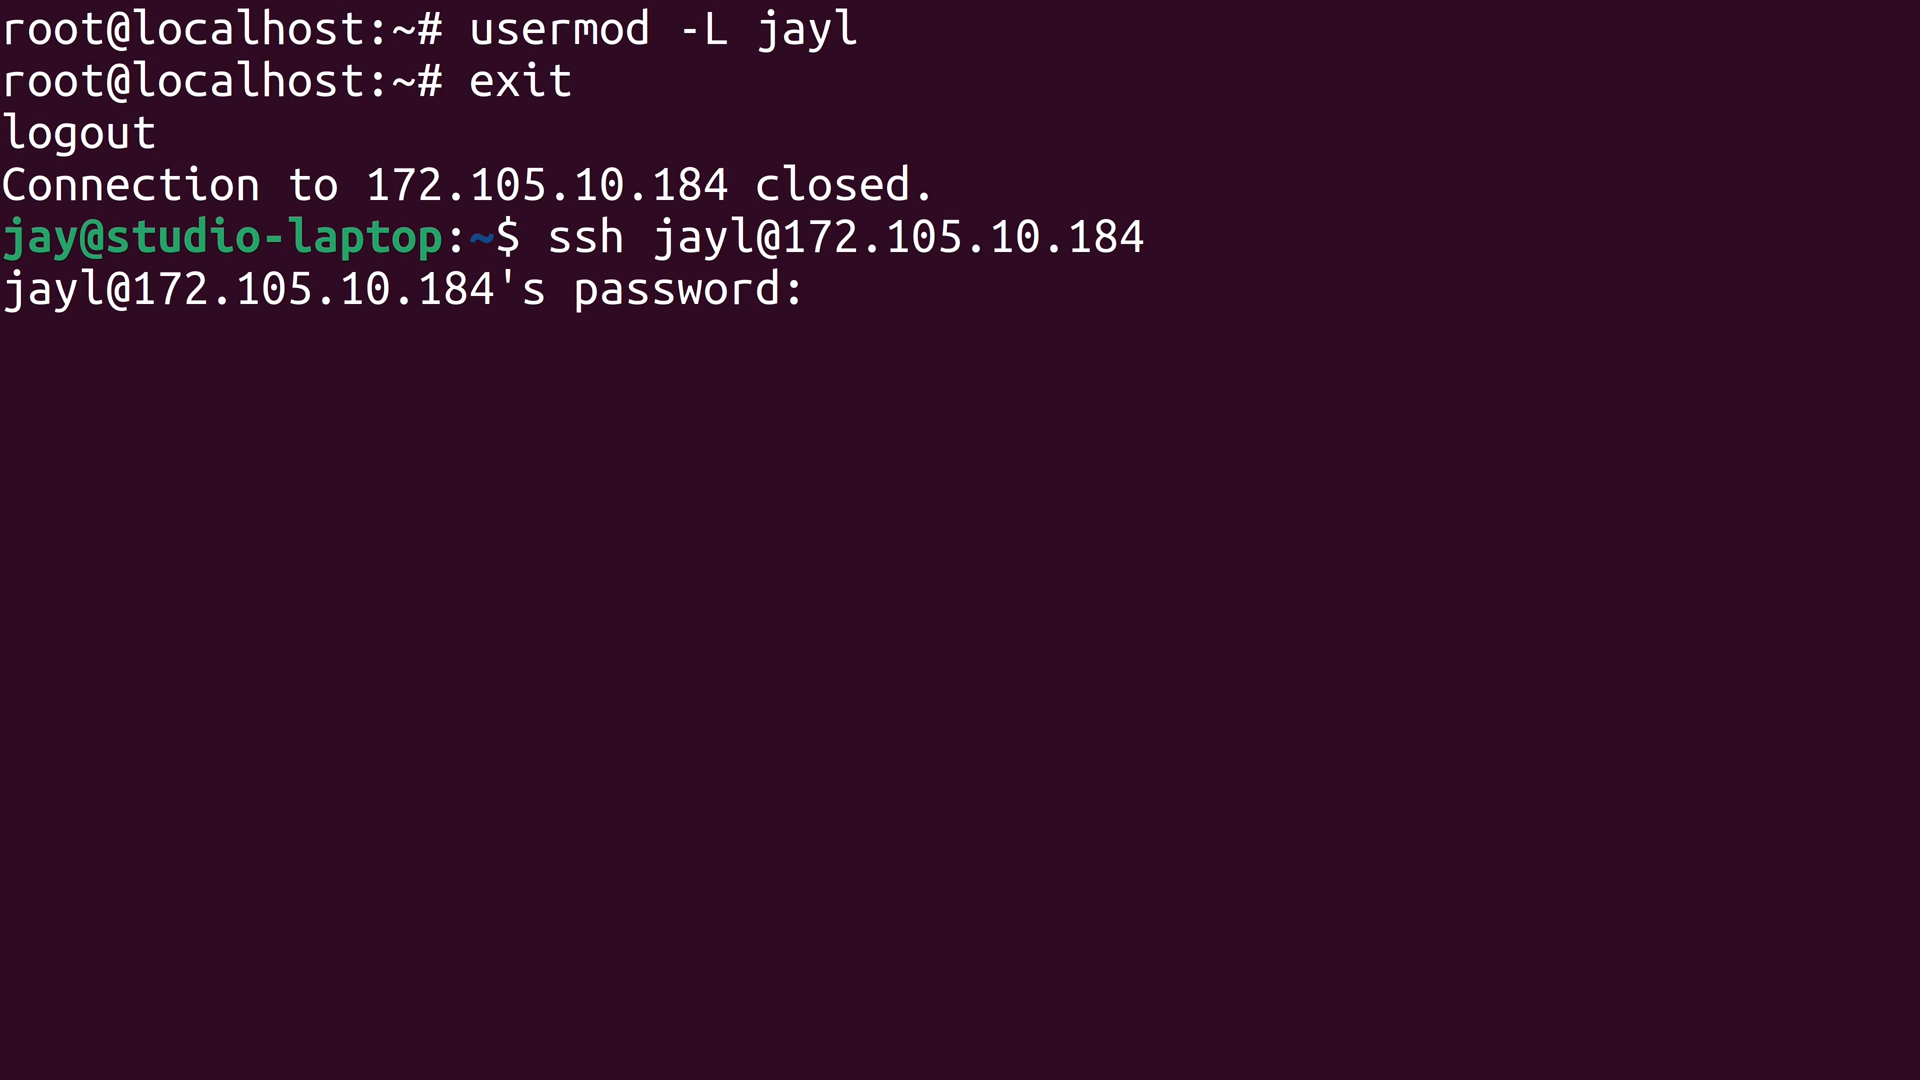 root@localhost:~# usermod -L jayl
root@localhost:~# exit
logout
Connection to 172.105.10.184 closed.
jay@studio-laptop:~$ ssh jayl@172.105.10.184
jayl@172.105.10.184's password: